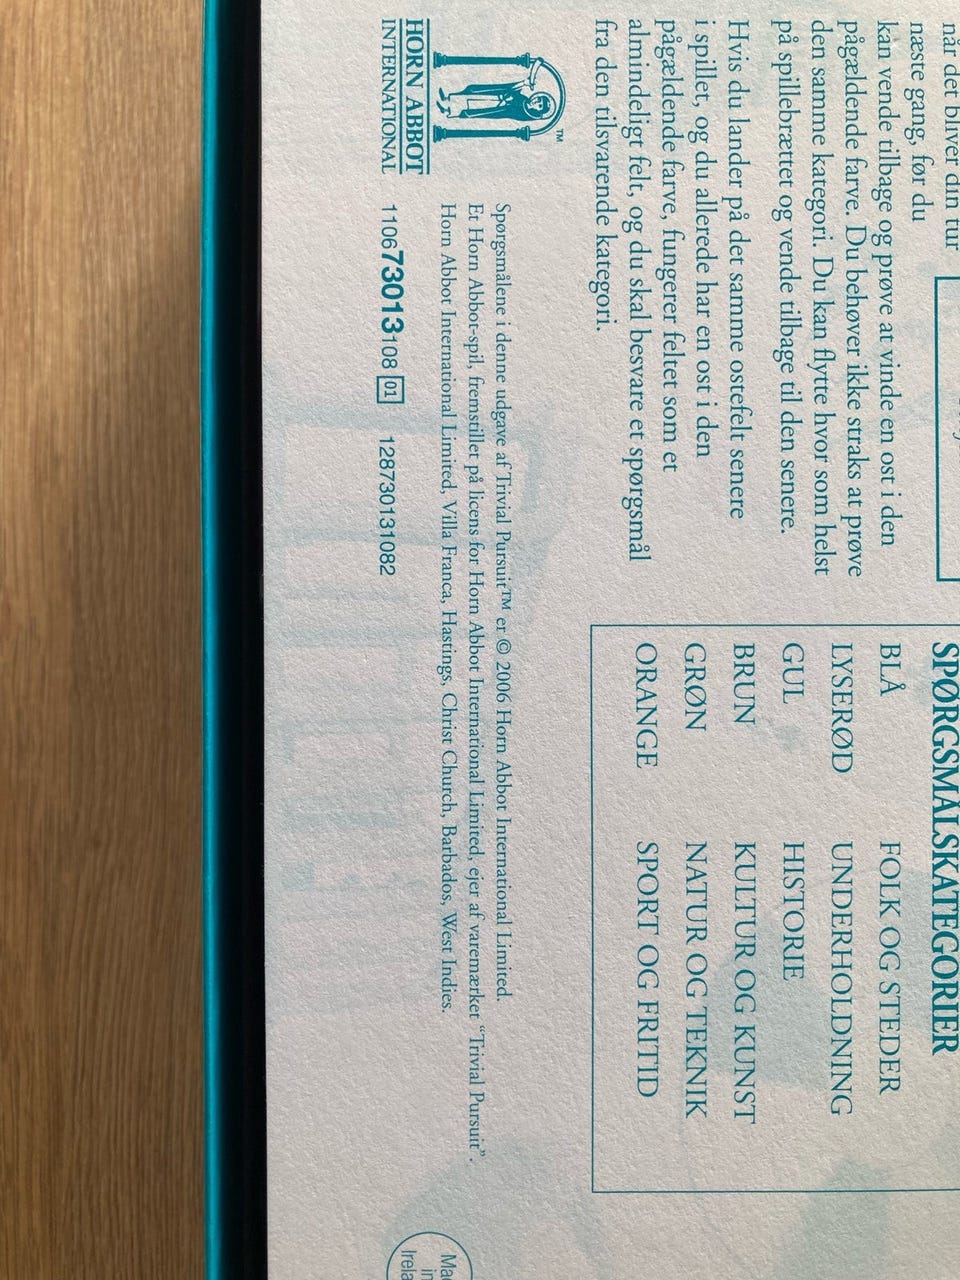 når det bliver din tur
næste gang, før du
kan vende tilbage og prøve at vinde en ost i den
pågældende farve. Du behøver ikke straks at prøve
den samme kategori. Du kan flytte hvor som helst
på spillebrættet og vende tilbage til den senere.
Hvis du lander på det samme ostefelt senere
i spillet, og du allerede har en ost i den
pågældende farve, fungerer feltet som et
almindeligt felt, og du skal besvare et spørgsmål
fra den tilsvarende kategori.
SPØRGSMÅLSKATEGORIER
BLÅ FOLK OG STEDER
LYSERØD UNDERHOLDNING
GUL HISTORIE
BRUN KULTUR OG KUNST
GRØN NATUR OG TEKNIK
ORANGE SPORT OG FRITID
TM
HORN ABBOT
INTERNATIONAL
Spørgsmålene i denne udgave af Trivial Pursuit™ er © 2006 Horn Abbot International Limited.
Et Horn Abbot-spil, fremstillet på licens for Horn Abbot International Limited, ejer af varemærket "Trivial Pursuit".
Horn Abbot International Limited, Villa Franca, Hastings, Christ Church, Barbados, West Indies.
110673013108 01 128730131082
Mad
in
Irela